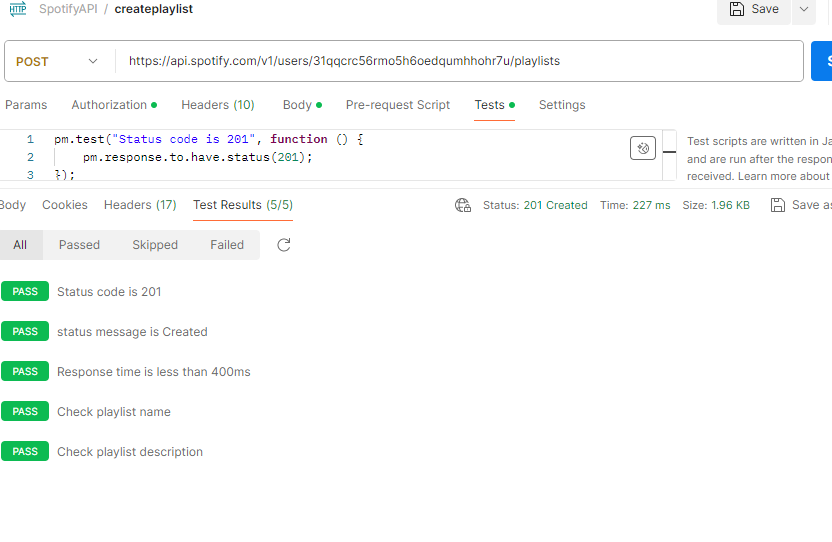 HTTP SpotifyAPI / createplaylist Save
POST https://api.spotify.com/v1/users/31qqcrc56rmo5h6oedqumhhohr7u/playlists S
Params Authorization Headers (10) Body Pre-request Script Tests Settings
1 pm.test("Status code is 201", function () {
2 pm.response.to.have.status(201);
3 });
Test scripts are written in Ja
and are run after the respon
received. Learn more about
Body Cookies Headers (17) Test Results (5/5) Status: 201 Created Time: 227 ms Size: 1.96 KB Save as
All Passed Skipped Failed
PASS Status code is 201
PASS status message is Created
PASS Response time is less than 400ms
PASS Check playlist name
PASS Check playlist description